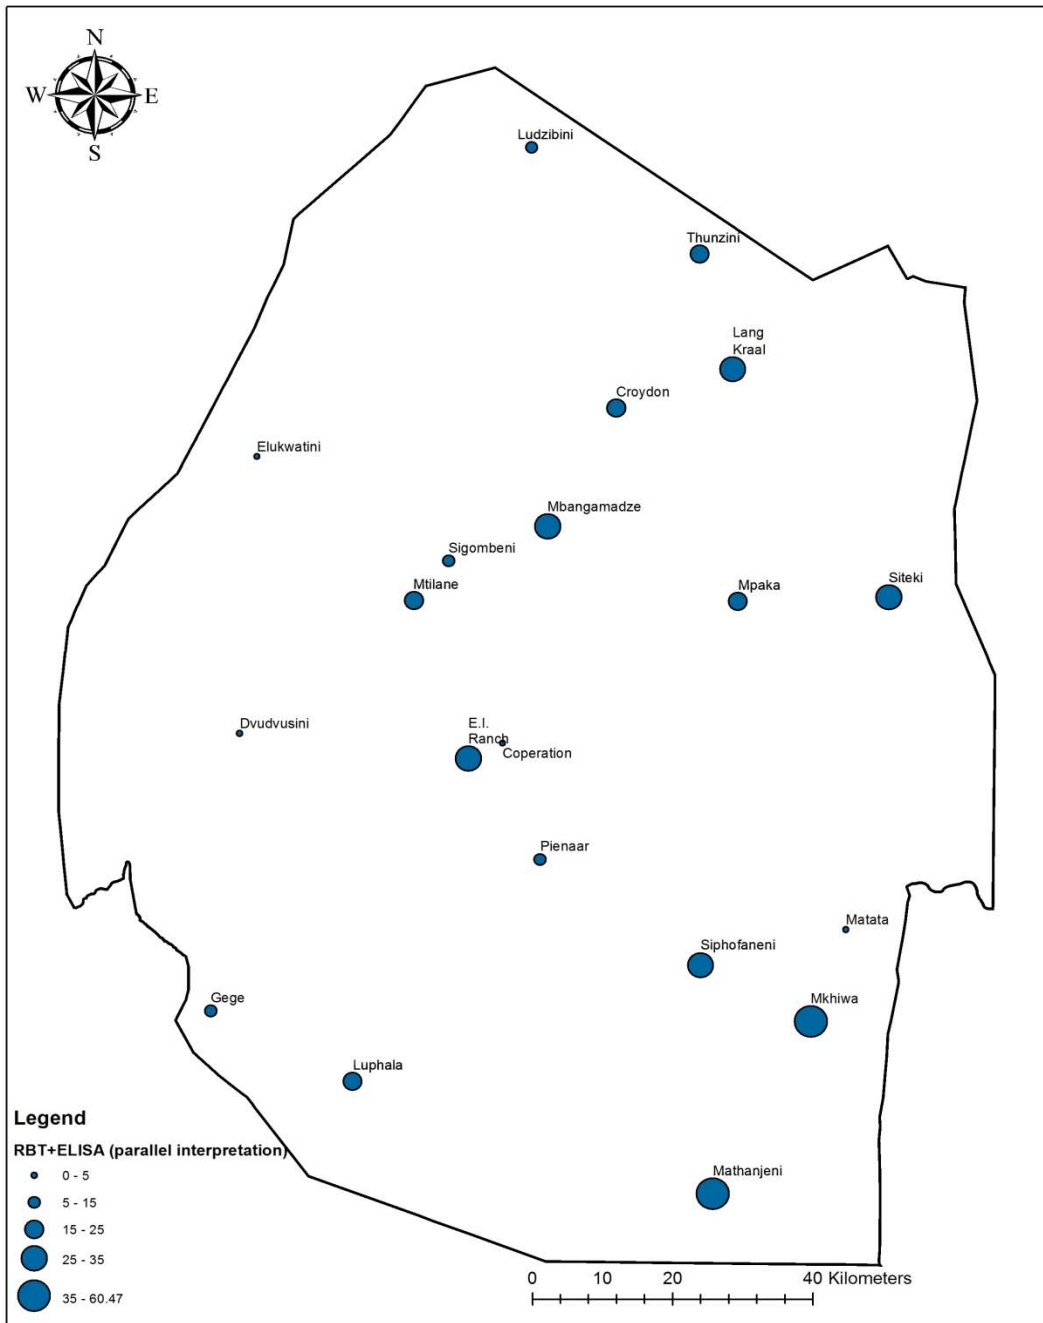 N
W E
S
Ludzibini
Thunzini
Lang
Kraal
Croydon
Elukwatini
Mbangamadze
Sigombeni
Mtilane
Mpaka
Siteki
Dvudvusini
E.I.
Ranch
Coperation
Pienaar
Matata
Siphofaneni
Mkhiwa
Gege
Luphala
Mathanjeni
Legend
RBT+ELISA (parallel interpretation)
0 - 5
5 - 15
15 - 25
25 - 35
35 - 60.47
0 10 20 40 Kilometers